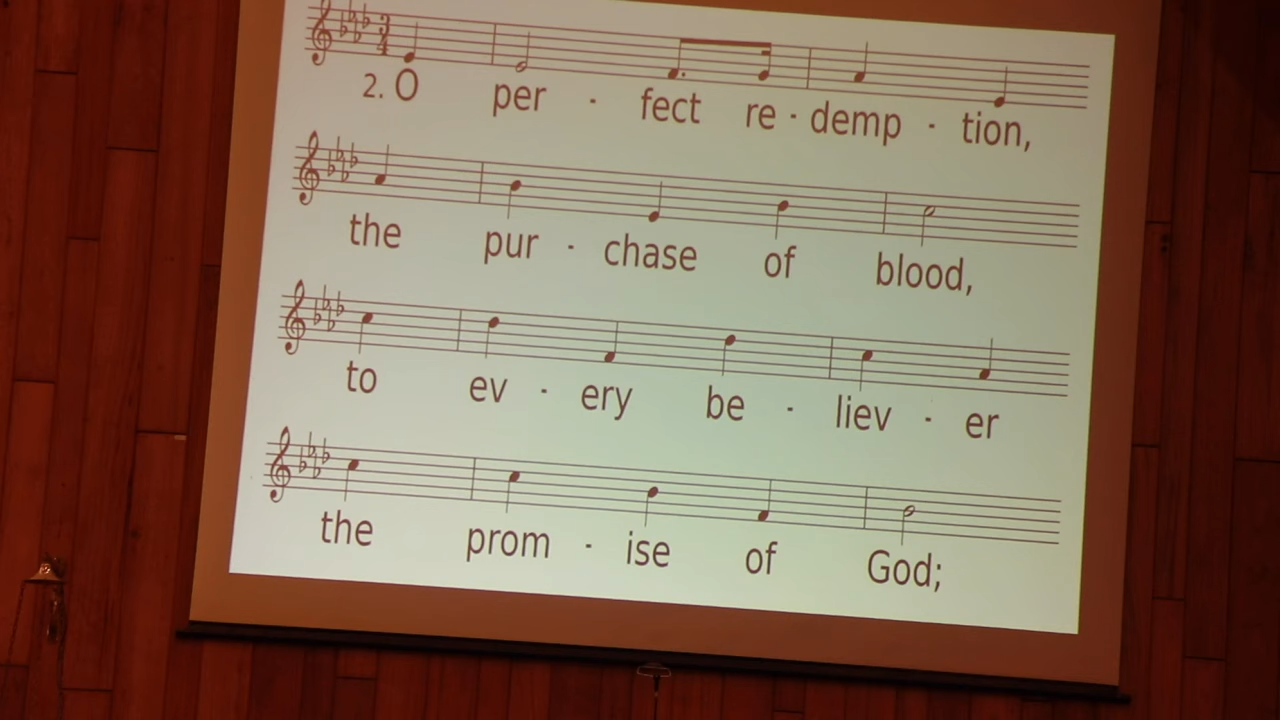 2. O per - fect re - demp - tion,
the pur - chase of blood,
to ev - ery be - liev - er
the prom - ise of God;